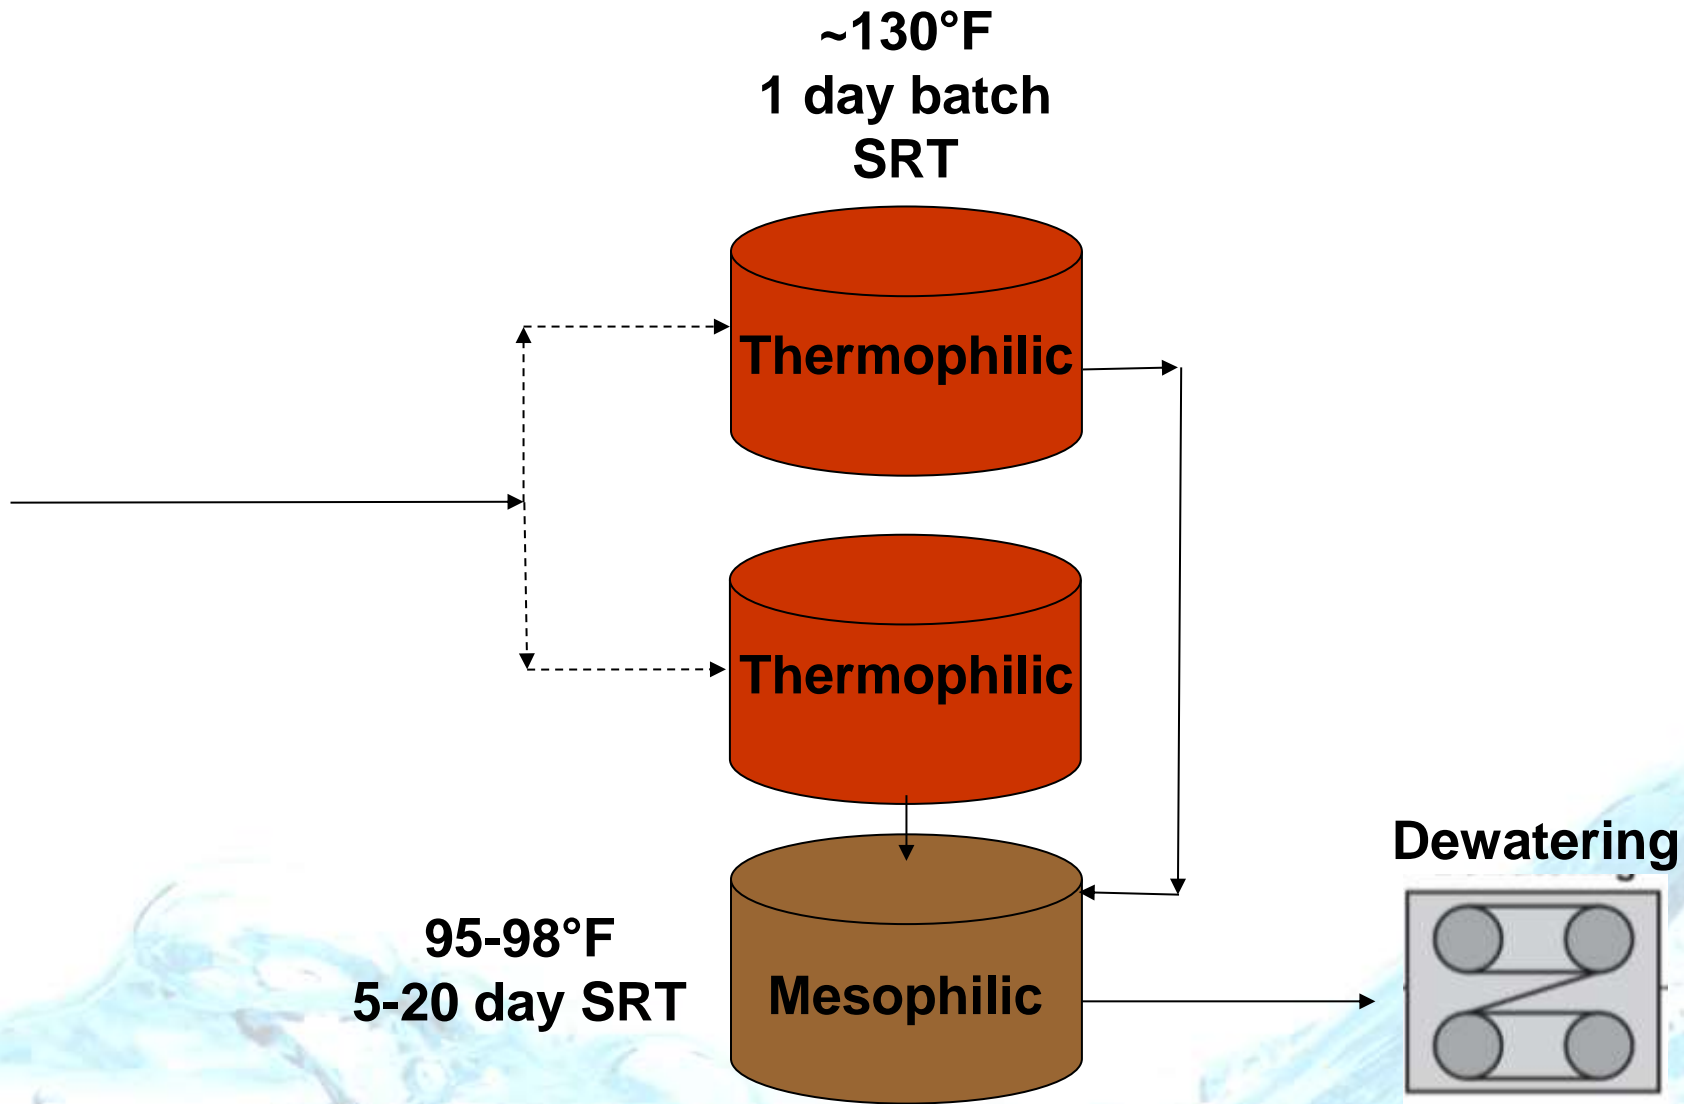 ~130°F
1 day batch
SRT
Thermophilic
Thermophilic
Dewatering
95-98°F
5-20 day SRT
Mesophilic